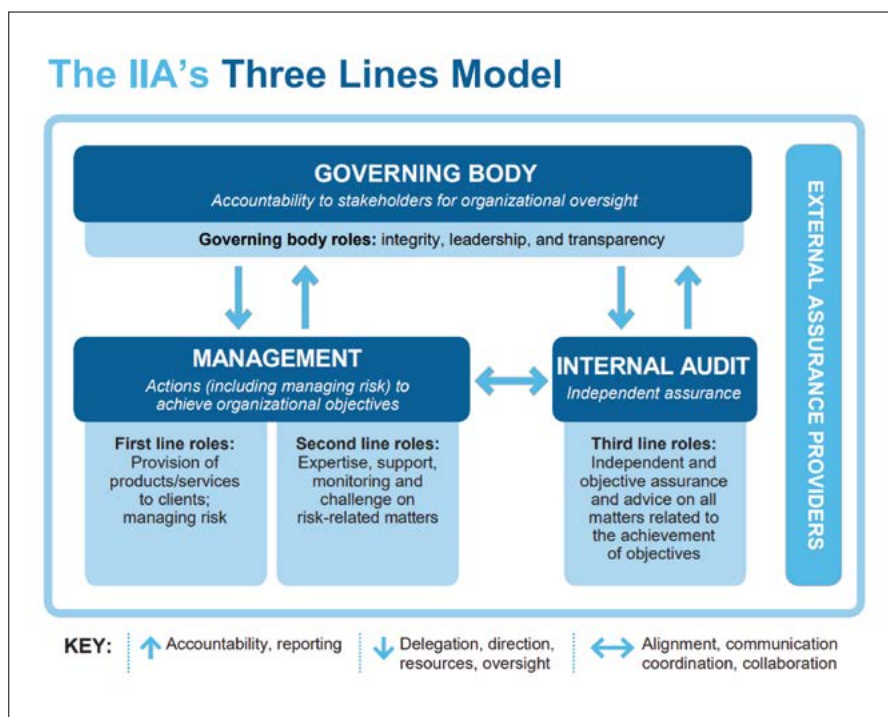 The IIA's Three Lines Model
GOVERNING BODY
Accountability to stakeholders for organizational oversight
Governing body roles: integrity, leadership, and transparency
MANAGEMENT
Actions (including managing risk) to
achieve organizational objectives
First line roles:
Provision of
products/services
to clients;
managing risk
Second line roles:
Expertise, support,
monitoring and
challenge on
risk-related matters
INTERNAL AUDIT
Independent assurance
Third line roles:
Independent and
objective assurance
and advice on all
matters related to
the achievement
of objectives
EXTERNAL ASSURANCE PROVIDERS
KEY:
Accountability, reporting
Delegation, direction,
resources, oversight
Alignment, communication
coordination, collaboration